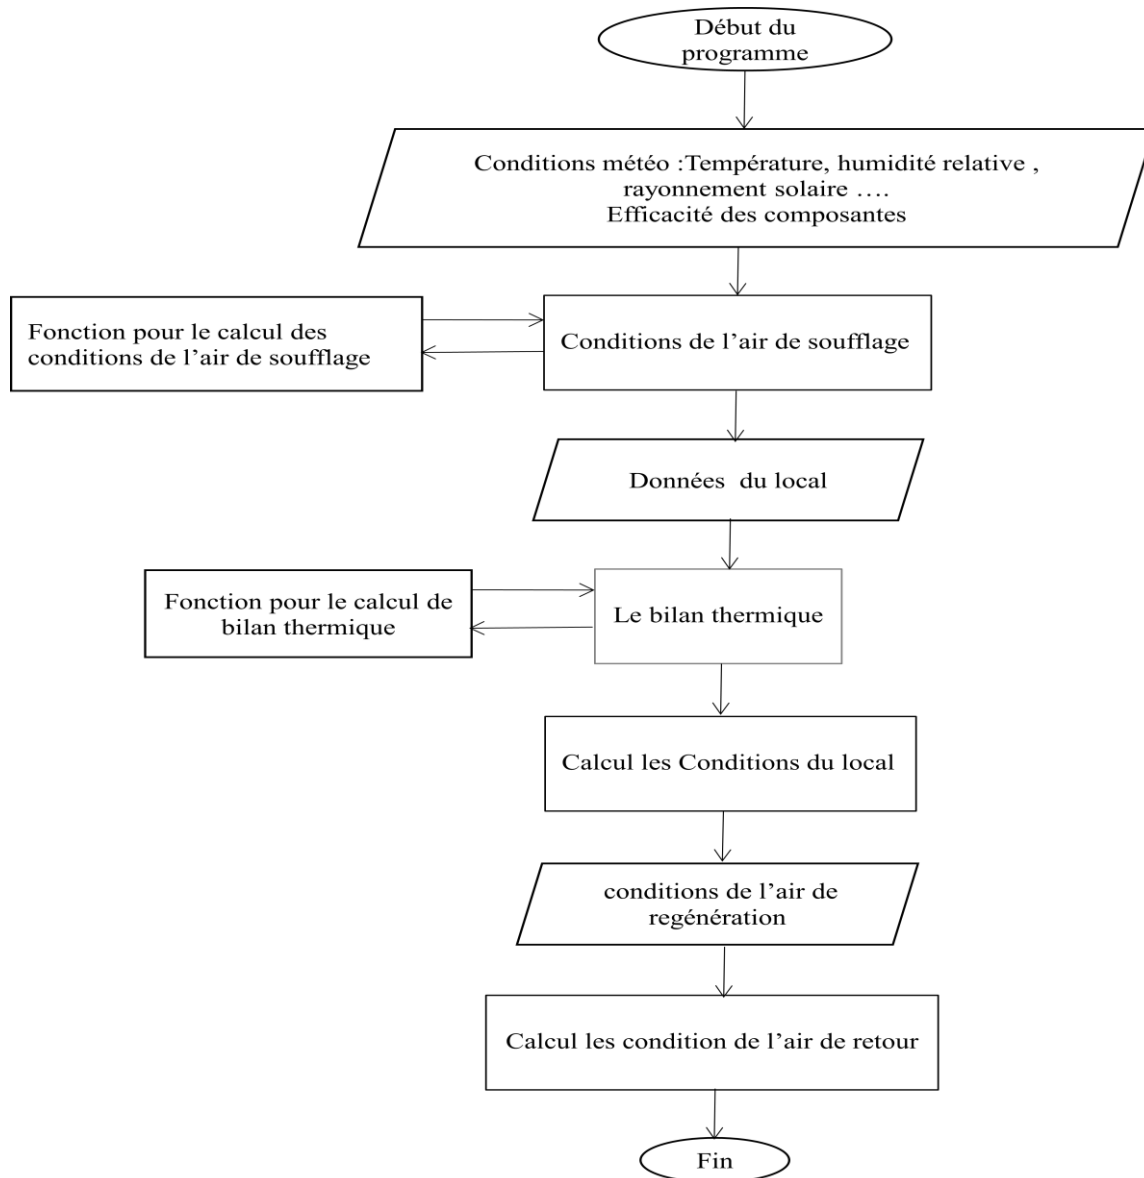 Début du
programme
Conditions météo :Température, humidité relative ,
rayonnement solaire ….
Efficacité des composantes
Fonction pour le calcul des
conditions de l’air de soufflage
Conditions de l’air de soufflage
Données du local
Fonction pour le calcul de
bilan thermique
Le bilan thermique
Calcul les Conditions du local
conditions de l’air de
regénération
Calcul les condition de l’air de retour
Fin